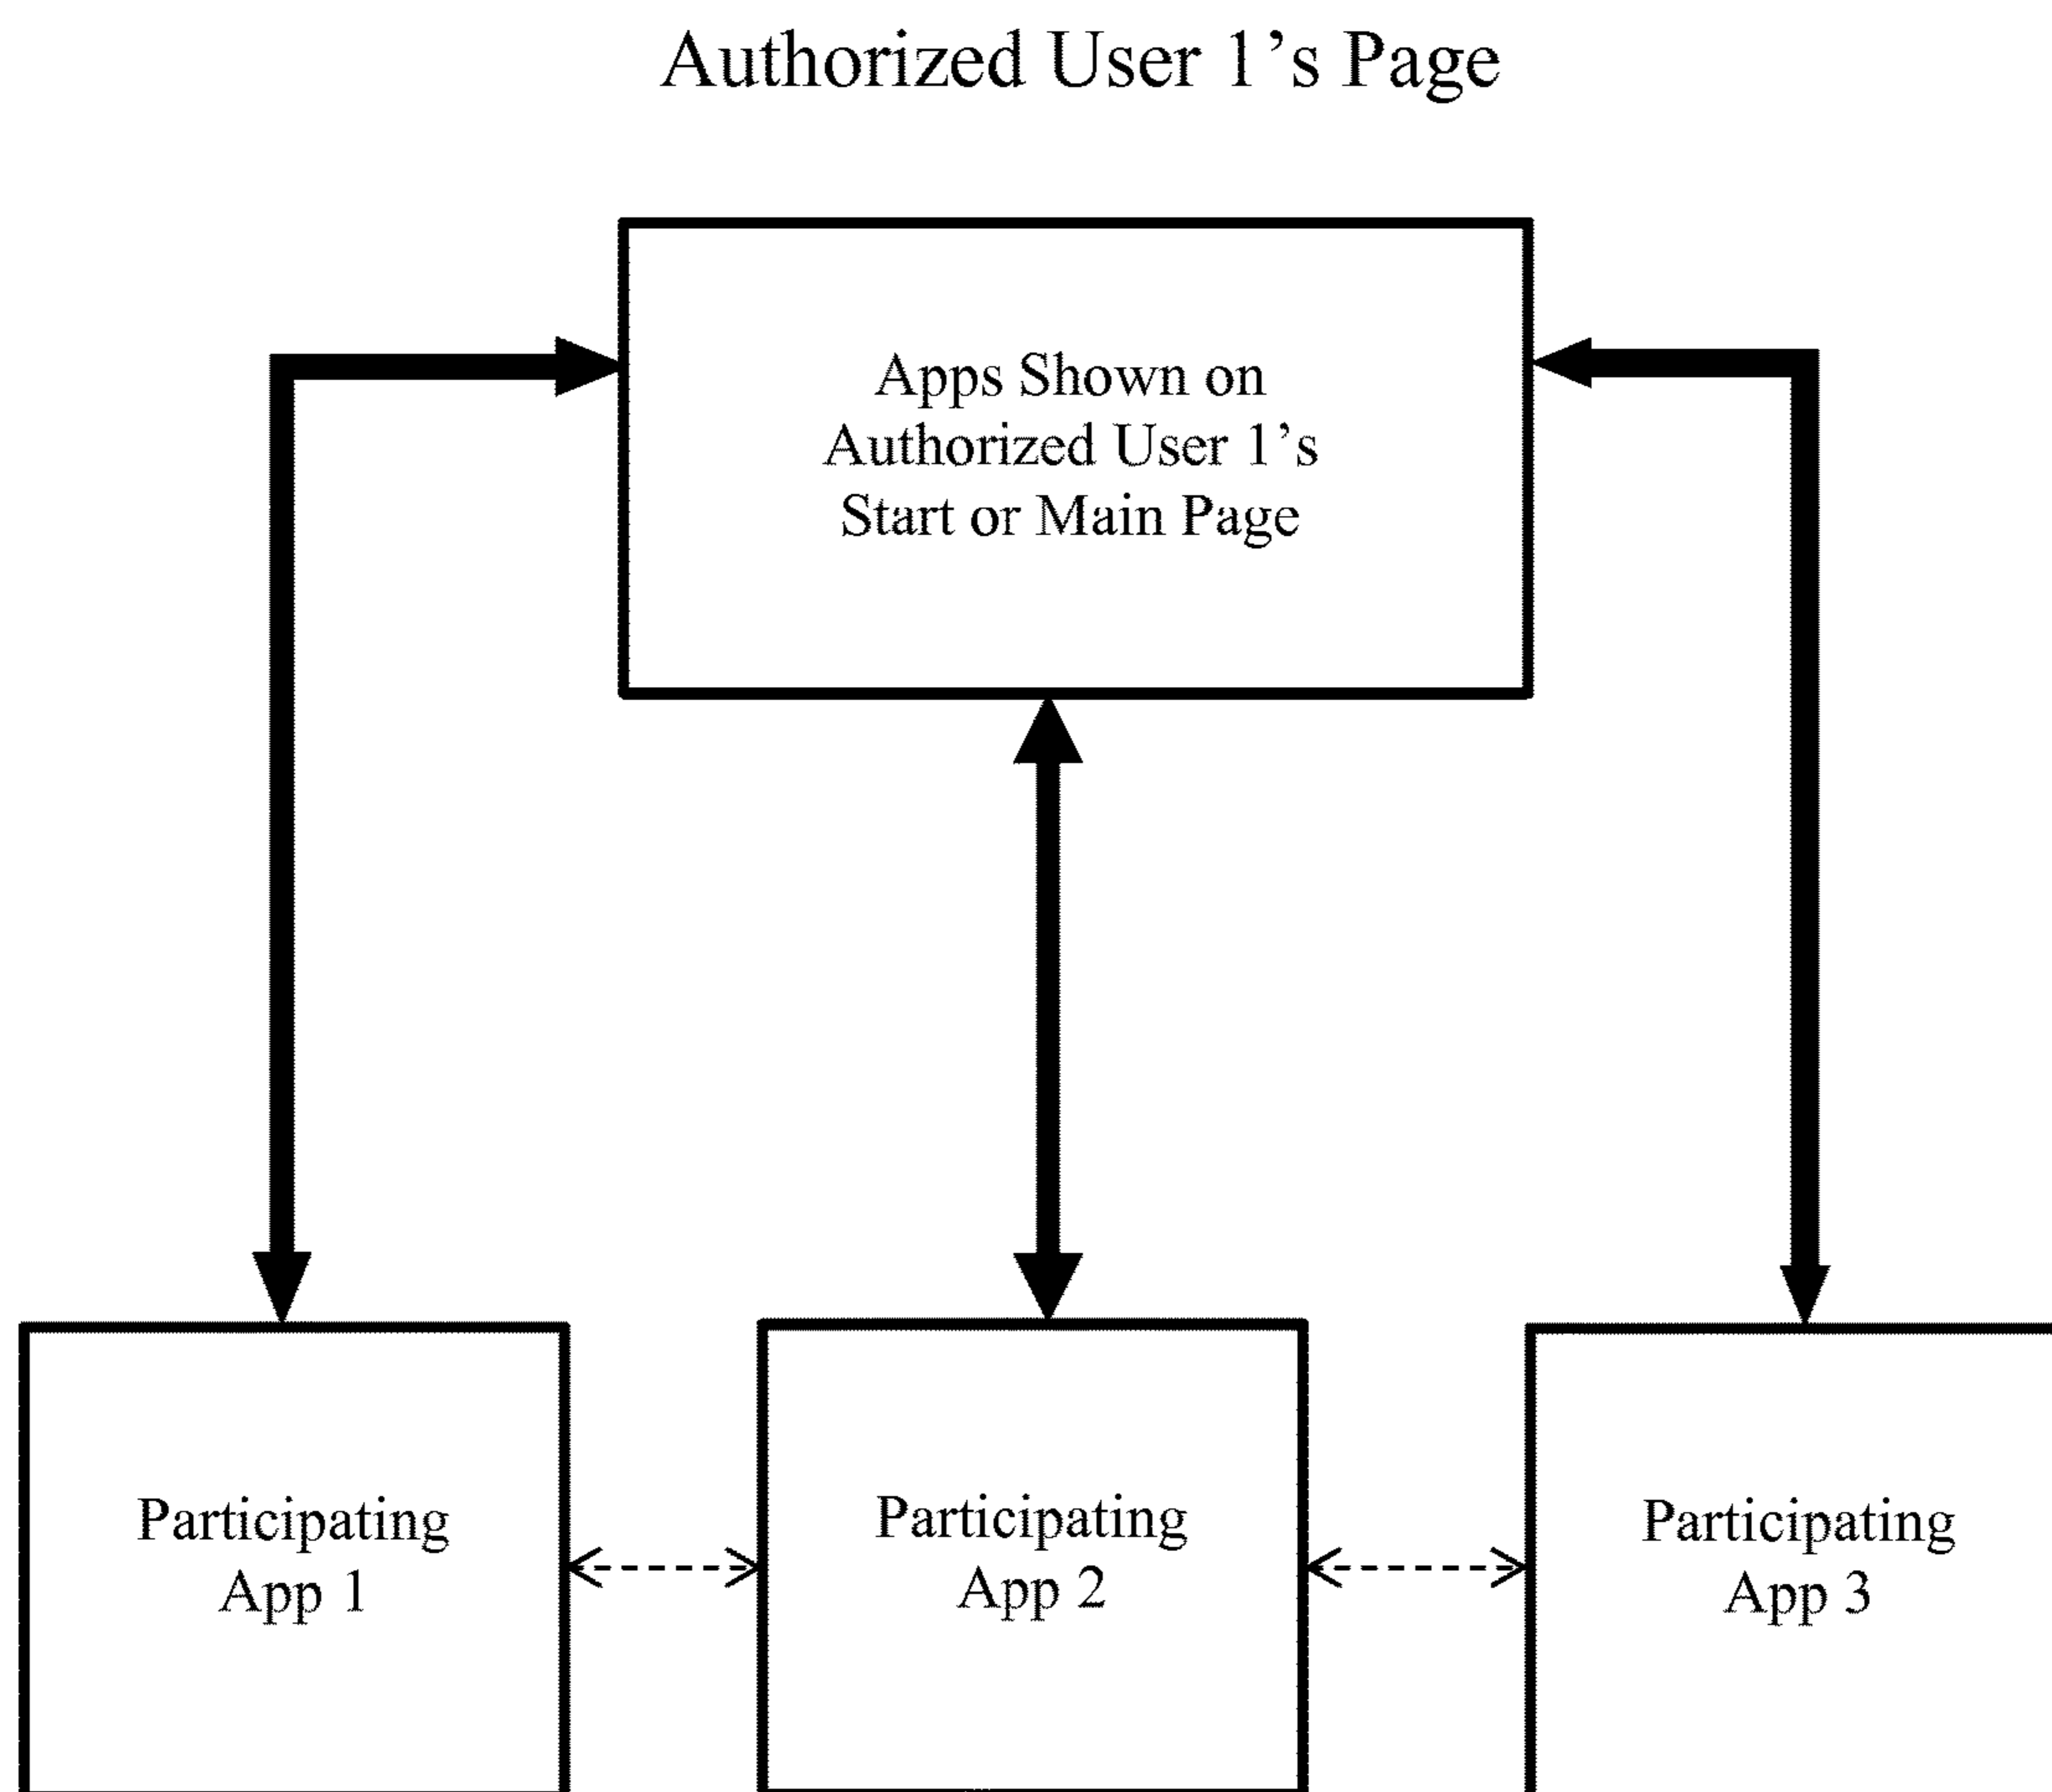 Authorized User 1’s Page
Apps Shown on
Authorized User 1’s
Start or Main Page
Participating
App 1
Participating
App 2
Participating
App 3